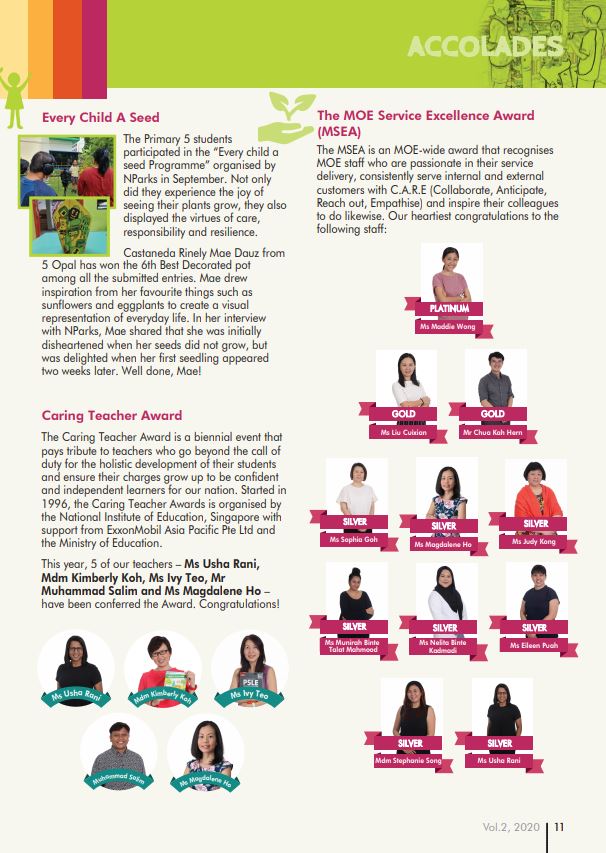 ACCOLADES
Every Child A Seed
The Primary 5 students
participated in the “Every child a
seed Programme” organised by
NParks in September. Not only
did they experience the joy of
seeing their plants grow, they also
displayed the virtues of care,
responsibility and resilience.
Castaneda Rinely Mae Dauz from
5 Opal has won the 6th Best Decorated pot
among all the submitted entries. Mae drew
inspiration from her favourite things such as
sunflowers and eggplants to create a visual
representation of everyday life. In her interview
with NParks, Mae shared that she was initially
disheartened when her seeds did not grow, but
was delighted when her first seedling appeared
two weeks later. Well done, Mae!
Caring Teacher Award
The Caring Teacher Award is a biennial event that
pays tribute to teachers who go beyond the call of
duty for the holistic development of their students
and ensure their charges grow up to be confident
and independent learners for our nation. Started in
1996, the Caring Teacher Awards is organised by
the National Institute of Education, Singapore with
support from ExxonMobil Asia Pacific Pte Ltd and
the Ministry of Education.
This year, 5 of our teachers – Ms Usha Rani,
Mdm Kimberly Koh, Ms Ivy Teo, Mr
Muhammad Salim and Ms Magdalene Ho –
have been conferred the Award. Congratulations!
PSLE
Ms Usha Rani
Mdm Kimberly Koh
Ms Ivy Teo
Muhammad Salim
Ms Magdalene Ho
The MOE Service Excellence Award
(MSEA)
The MSEA is an MOE-wide award that recognises
MOE staff who are passionate in their service
delivery, consistently serve internal and external
customers with C.A.R.E (Collaborate, Anticipate,
Reach out, Empathise) and inspire their colleagues
to do likewise. Our heartiest congratulations to the
following staff:
PLATINUM
Ms Maddie Wong
GOLD
Ms Liu Cuixian
GOLD
Mr Chua Kah Hern
SILVER
Ms Sophia Goh
SILVER
Ms Magdalene Ho
SILVER
Ms Judy Kong
SILVER
Ms Munirah Binte
Talat Mahmood
SILVER
Ms Nelita Binte
Kadmadi
SILVER
Ms Eileen Puah
SILVER
Mdm Stephanie Song
SILVER
Ms Usha Rani
Vol.2, 2020
11